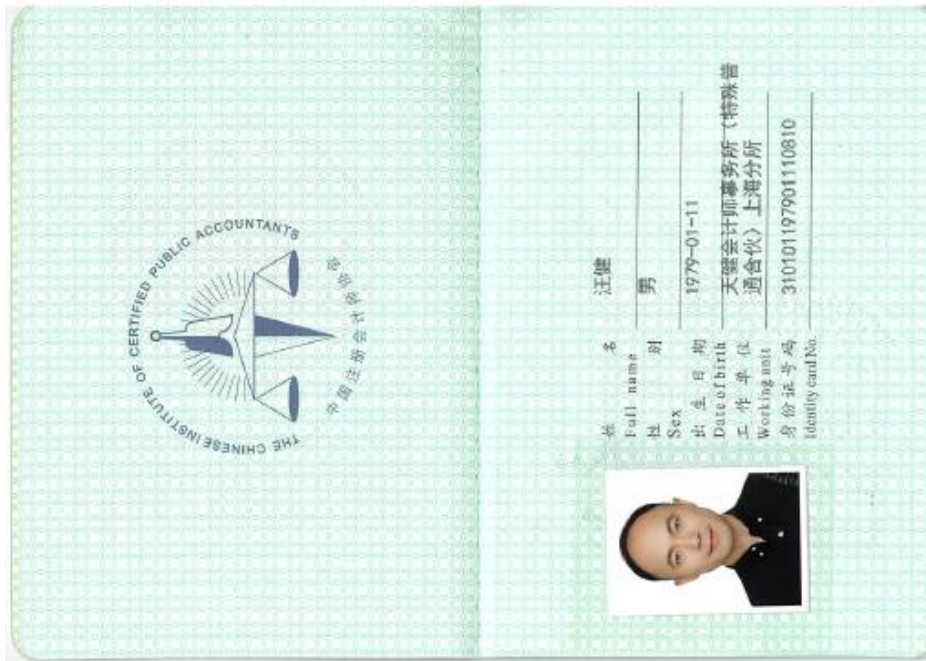 THE CHINESE INSTITUTE OF CERTIFIED PUBLIC ACCOUNTANTS
中国注册会计师协会
姓 名 汪健
Full name
性 别 男
Sex
出 生 日 期 1979-01-11
Date of birth
工 作 单 位 天健会计师事务所（特殊普
Working unit 通合伙）上海分所
身 份 证 号 码 310101197901110810
Identity card No.